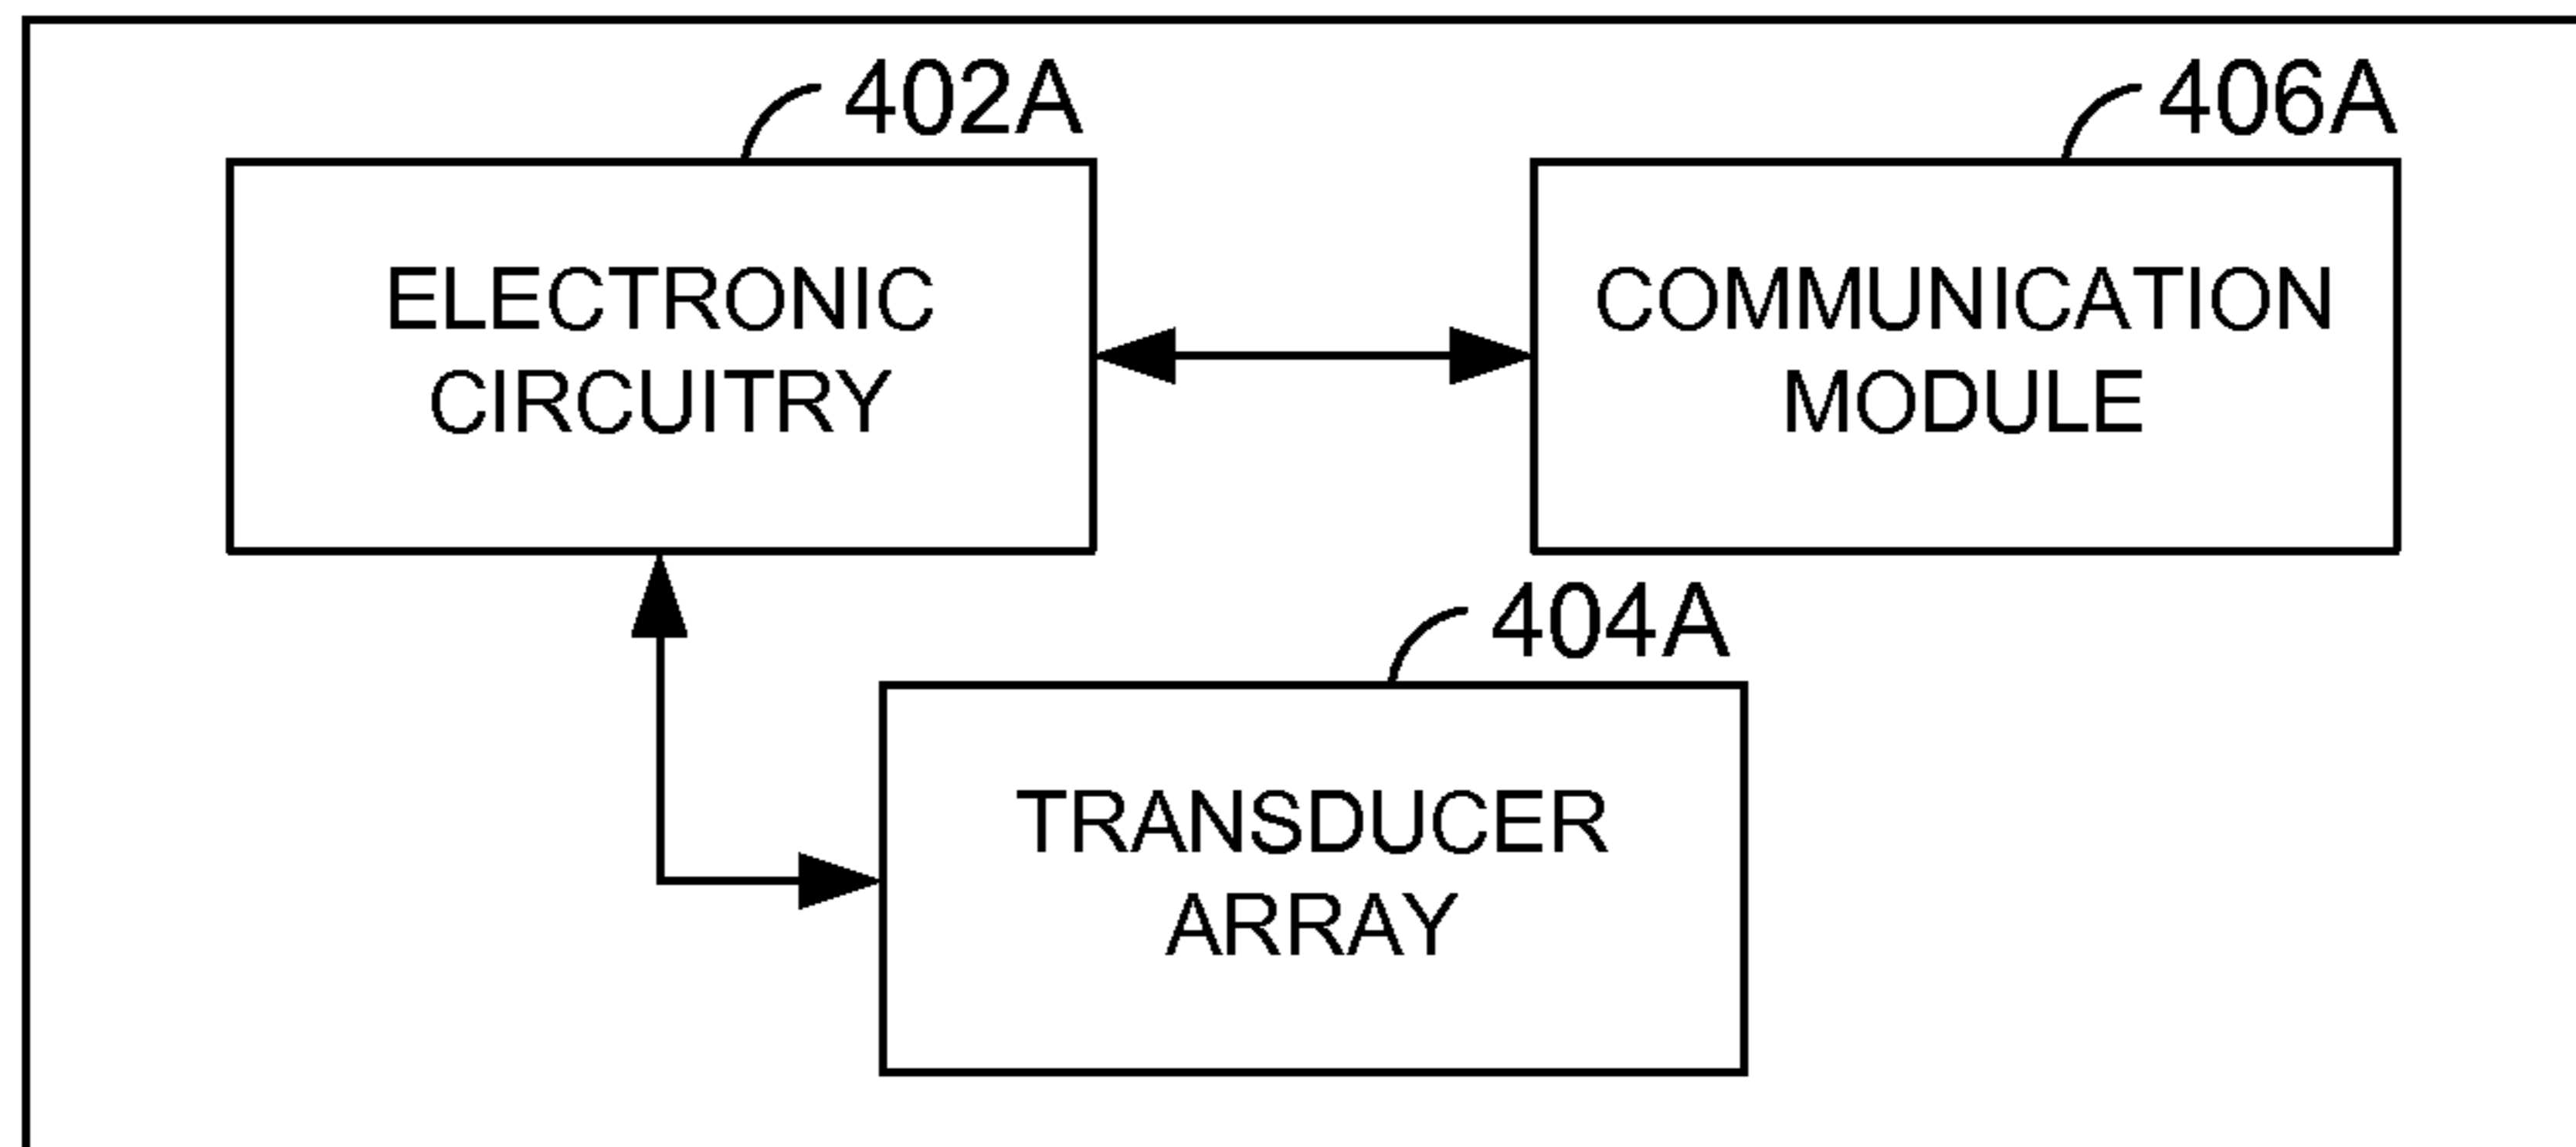 402A
ELECTRONIC
CIRCUITRY
406A
COMMUNICATION
MODULE
404A
TRANSDUCER
ARRAY